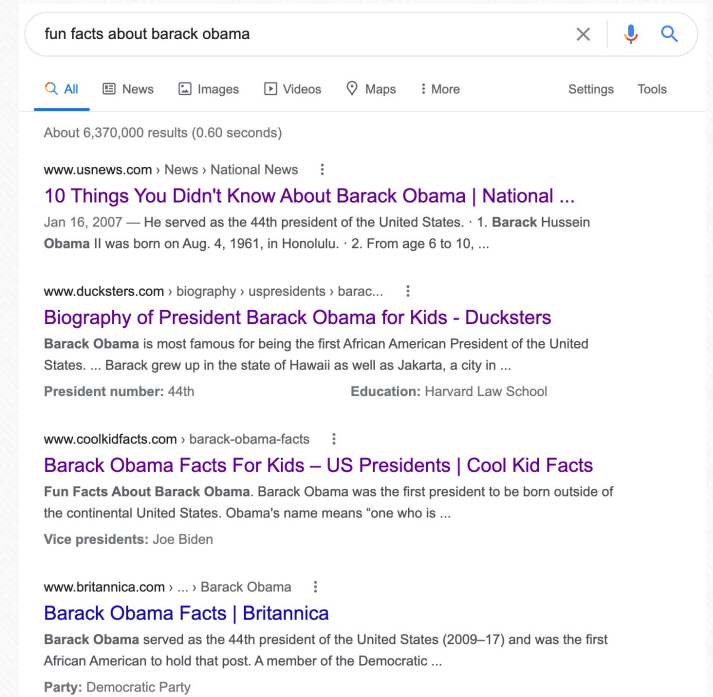 fun facts about barack obama
All News Images Videos Maps More Settings Tools
About 6,370,000 results (0.60 seconds)
www.usnews.com › News › National News
10 Things You Didn't Know About Barack Obama | National ...
Jan 16, 2007 — He served as the 44th president of the United States. · 1. Barack Hussein
Obama II was born on Aug. 4, 1961, in Honolulu. · 2. From age 6 to 10, ...
www.ducksters.com › biography › uspresidents › barac...
Biography of President Barack Obama for Kids - Ducksters
Barack Obama is most famous for being the first African American President of the United
States. ... Barack grew up in the state of Hawaii as well as Jakarta, a city in ...
President number: 44th Education: Harvard Law School
www.coolkidfacts.com › barack-obama-facts
Barack Obama Facts For Kids – US Presidents | Cool Kid Facts
Fun Facts About Barack Obama. Barack Obama was the first president to be born outside of
the continental United States. Obama's name means “one who is ...
Vice presidents: Joe Biden
www.britannica.com › ... › Barack Obama
Barack Obama Facts | Britannica
Barack Obama served as the 44th president of the United States (2009–17) and was the first
African American to hold that post. A member of the Democratic ...
Party: Democratic Party